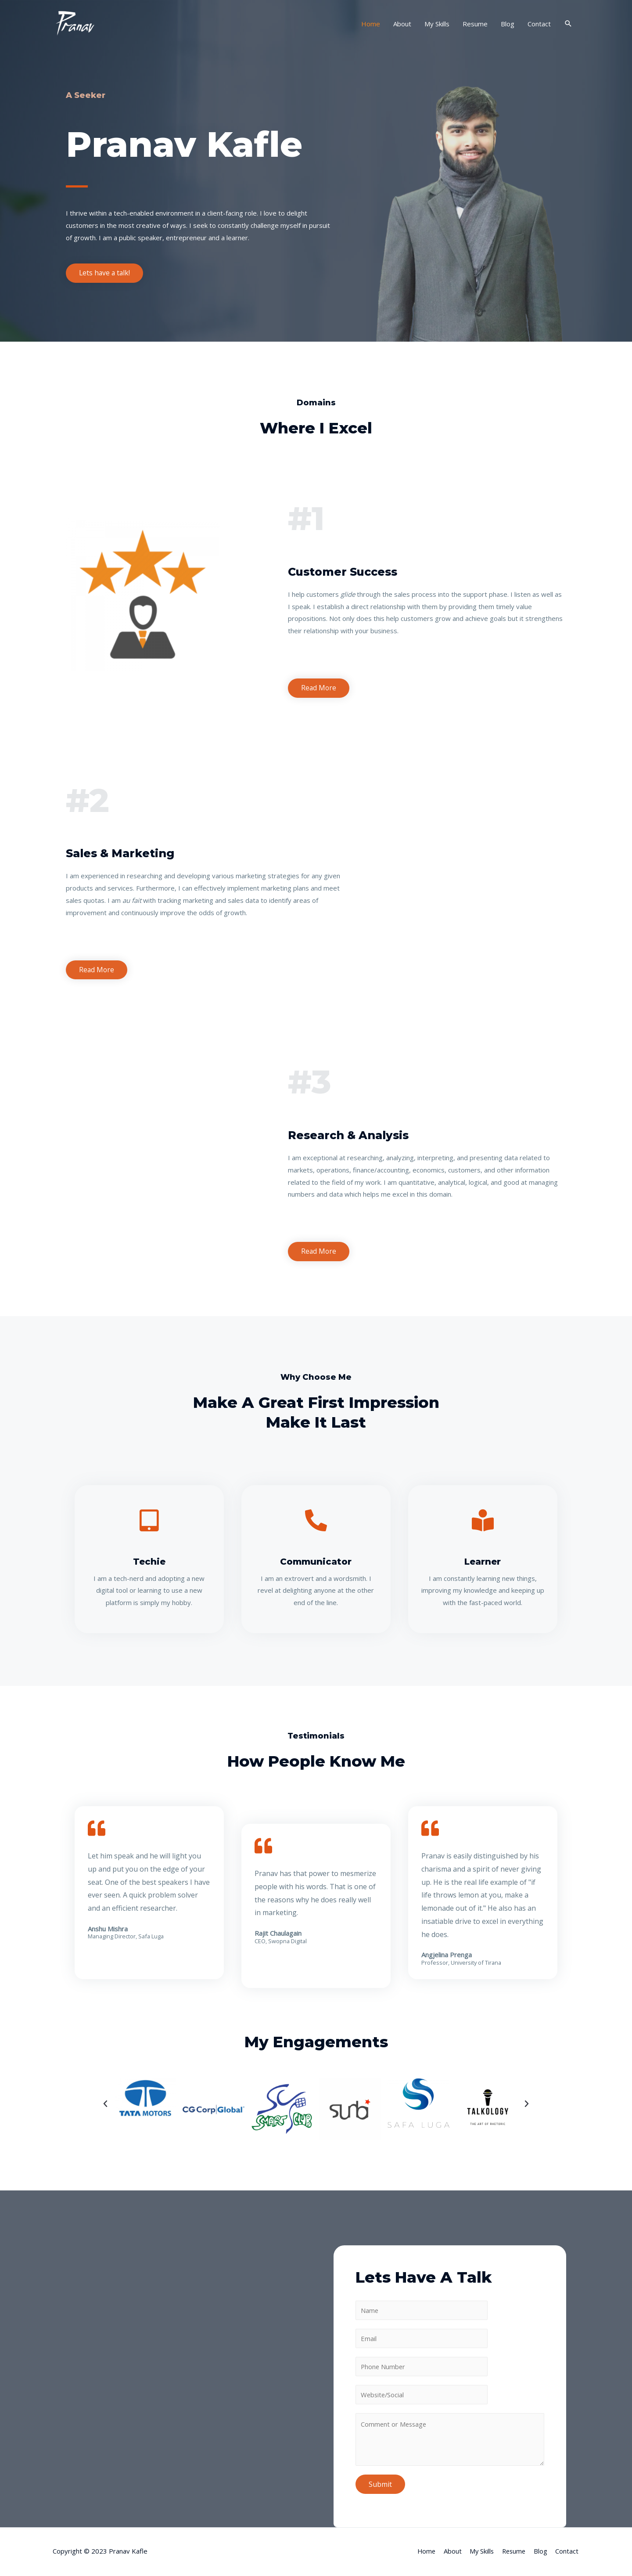 Pranav
Home About My Skills Resume Blog Contact
A Seeker
Pranav Kafle
I thrive within a tech-enabled environment in a client-facing role. I love to delight
customers in the most creative of ways. I seek to constantly challenge myself in pursuit
of growth. I am a public speaker, entrepreneur and a learner.
Lets have a talk!
Domains
Where I Excel
#1
Customer Success
I help customers glide through the sales process into the support phase. I listen as well as
I speak. I establish a direct relationship with them by providing them timely value
propositions. Not only does this help customers grow and achieve goals but it strengthens
their relationship with your business.
Read More
#2
Sales & Marketing
I am experienced in researching and developing various marketing strategies for any given
products and services. Furthermore, I can effectively implement marketing plans and meet
sales quotas. I am au fait with tracking marketing and sales data to identify areas of
improvement and continuously improve the odds of growth.
Read More
#3
Research & Analysis
I am exceptional at researching, analyzing, interpreting, and presenting data related to
markets, operations, finance/accounting, economics, customers, and other information
related to the field of my work. I am quantitative, analytical, logical, and good at managing
numbers and data which helps me excel in this domain.
Read More
Why Choose Me
Make A Great First Impression
Make It Last
Techie
I am a tech-nerd and adopting a new
digital tool or learning to use a new
platform is simply my hobby.
Communicator
I am an extrovert and a wordsmith. I
revel at delighting anyone at the other
end of the line.
Learner
I am constantly learning new things,
improving my knowledge and keeping up
with the fast-paced world.
Testimonials
How People Know Me
Let him speak and he will light you
up and put you on the edge of your
seat. One of the best speakers I have
ever seen. A quick problem solver
and an efficient researcher.
Anshu Mishra
Managing Director, Safa Luga
Pranav has that power to mesmerize
people with his words. That is one of
the reasons why he does really well
in marketing.
Rajit Chaulagain
CEO, Swopna Digital
Pranav is easily distinguished by his
charisma and a spirit of never giving
up. He is the real life example of "if
life throws lemon at you, make a
lemonade out of it." He also has an
insatiable drive to excel in everything
he does.
Angjelina Prenga
Professor, University of Tirana
My Engagements
TATA
TATA MOTORS
CG Corp|Global
surbi
SAFA LUGA
TALKOLOGY
THE ART OF RHETORIC
Lets Have A Talk
Name
Email
Phone Number
Website/Social
Comment or Message
Submit
Copyright © 2023 Pranav Kafle
Home About My Skills Resume Blog Contact